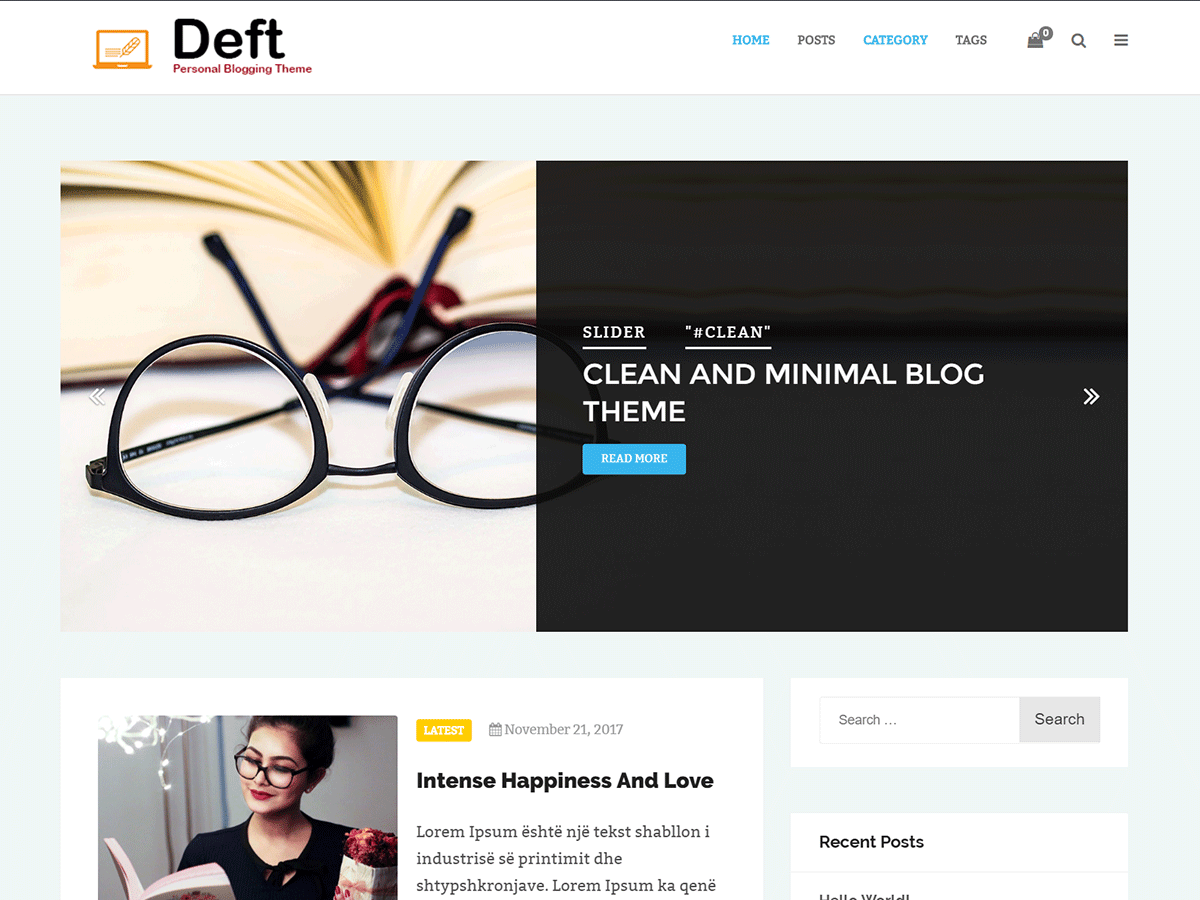 Deft
Personal Blogging Theme
HOME POSTS CATEGORY TAGS 0
SLIDER "#CLEAN"
CLEAN AND MINIMAL BLOG
THEME
READ MORE
LATEST November 21, 2017
Intense Happiness And Love
Lorem Ipsum është një tekst shabllon i
industrisë së printimit dhe
shtypshkronjave. Lorem Ipsum ka qenë
Search …
Search
Recent Posts
Hello World!